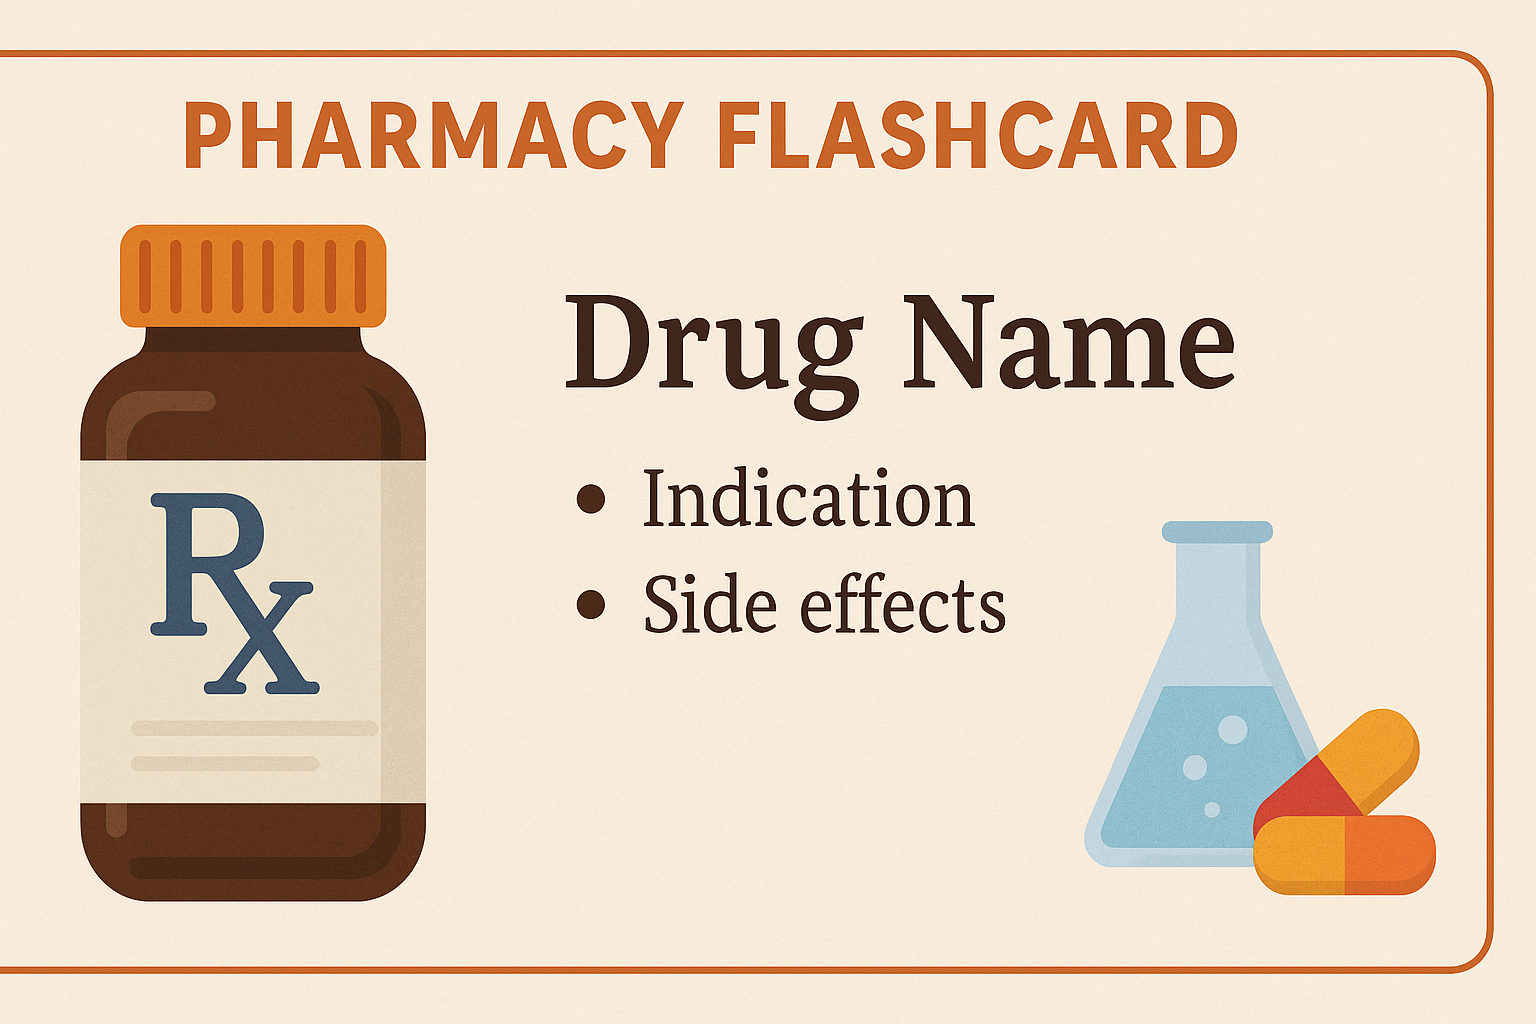 PHARMACY FLASHCARD
Drug Name
• Indication
• Side effects
Rx